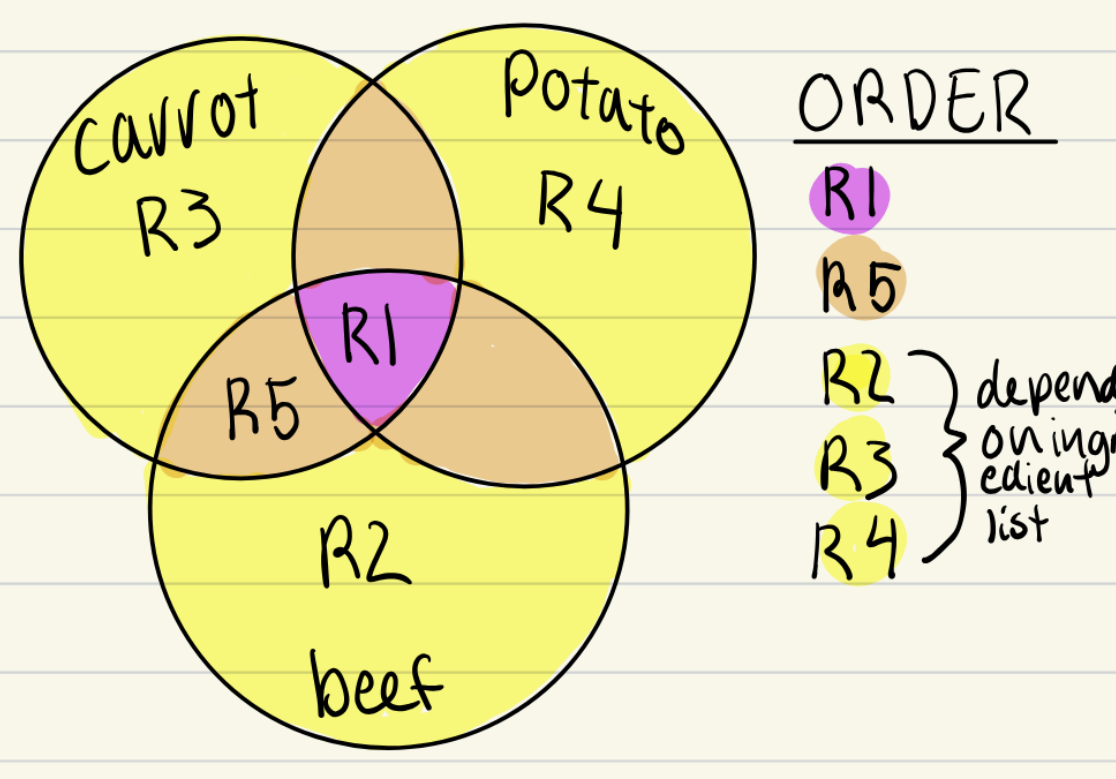 carrot
R3
Potato
R4
R1
R5
R2
beef
ORDER
R1
R5
R2
R3
R4
depend
on ingr
edient
list